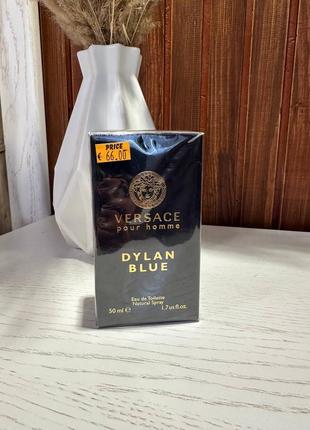 PRICE
€ 66.00
VERSACE
pour homme
DYLAN
BLUE
Eau de Toilette
Natural Spray
50 ml ℮ 1.7 us fl.oz.